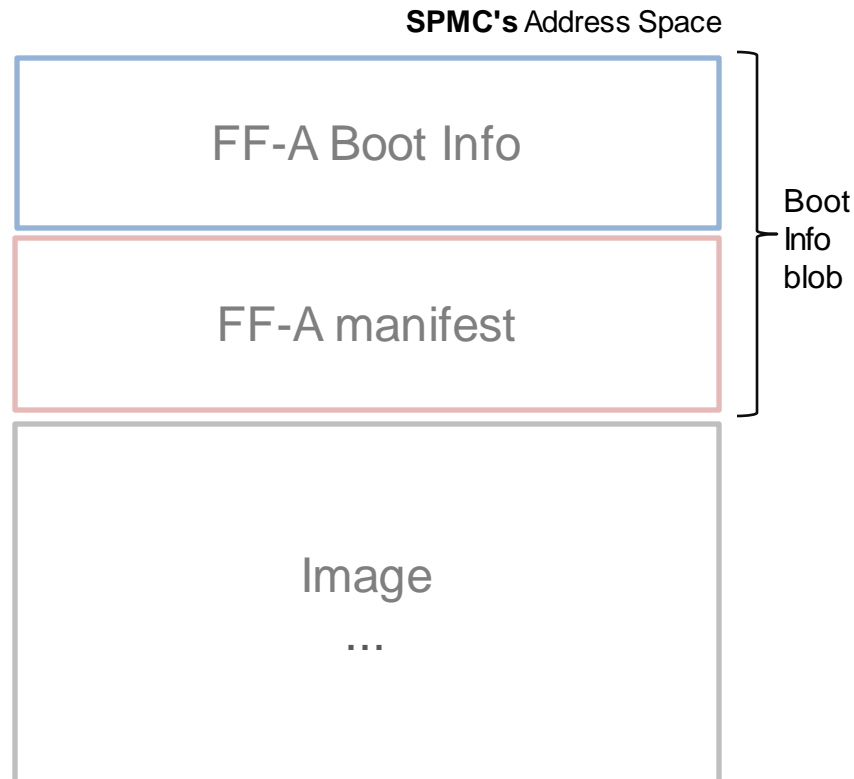 SPMC's Address Space
FF-A Boot Info
Boot
Info
blob
FF-A manifest
Image
...